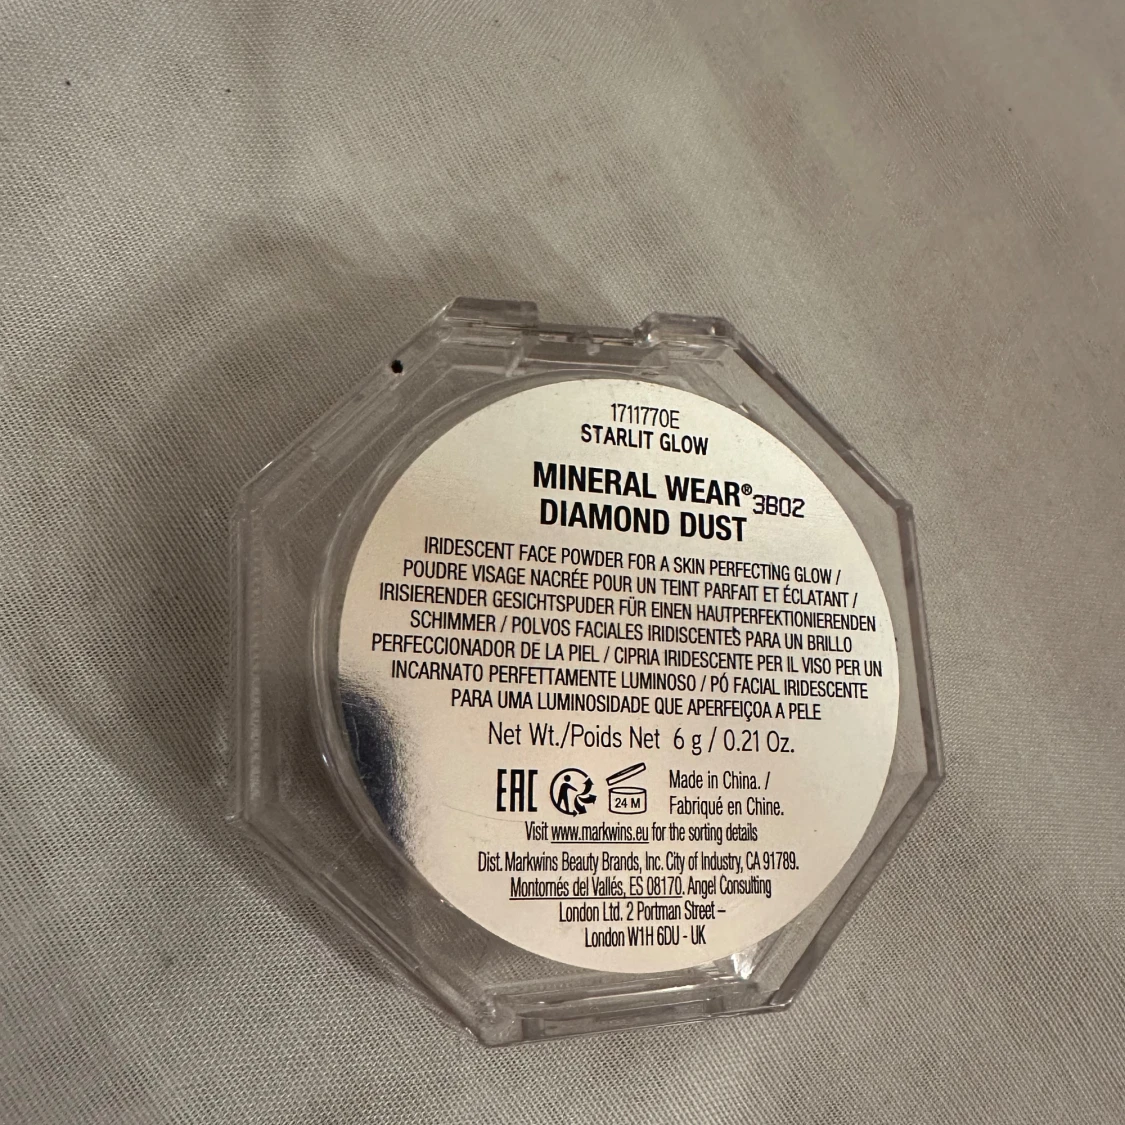 1711770E
STARLIT GLOW
MINERAL WEAR® 3B02
DIAMOND DUST
IRIDESCENT FACE POWDER FOR A SKIN PERFECTING GLOW /
POUDRE VISAGE NACRÉE POUR UN TEINT PARFAIT ET ÉCLATANT /
IRISIERENDER GESICHTSPUDER FÜR EINEN HAUTPERFEKTIONIERENDEN
SCHIMMER / POLVOS FACIALES IRIDISCENTES PARA UN BRILLO
PERFECCIONADOR DE LA PIEL / CIPRIA IRIDESCENTE PER IL VISO PER UN
INCARNATO PERFETTAMENTE LUMINOSO / PÓ FACIAL IRIDESCENTE
PARA UMA LUMINOSIDADE QUE APERFEIÇOA A PELE
Net Wt./Poids Net 6 g / 0.21 Oz.
EAC 24 M Made in China. /
Fabriqué en Chine.
Visit www.markwins.eu for the sorting details
Dist. Markwins Beauty Brands, Inc. City of Industry, CA 91789.
Montornés del Vallés, ES 08170. Angel Consulting
London Ltd. 2 Portman Street –
London W1H 6DU - UK